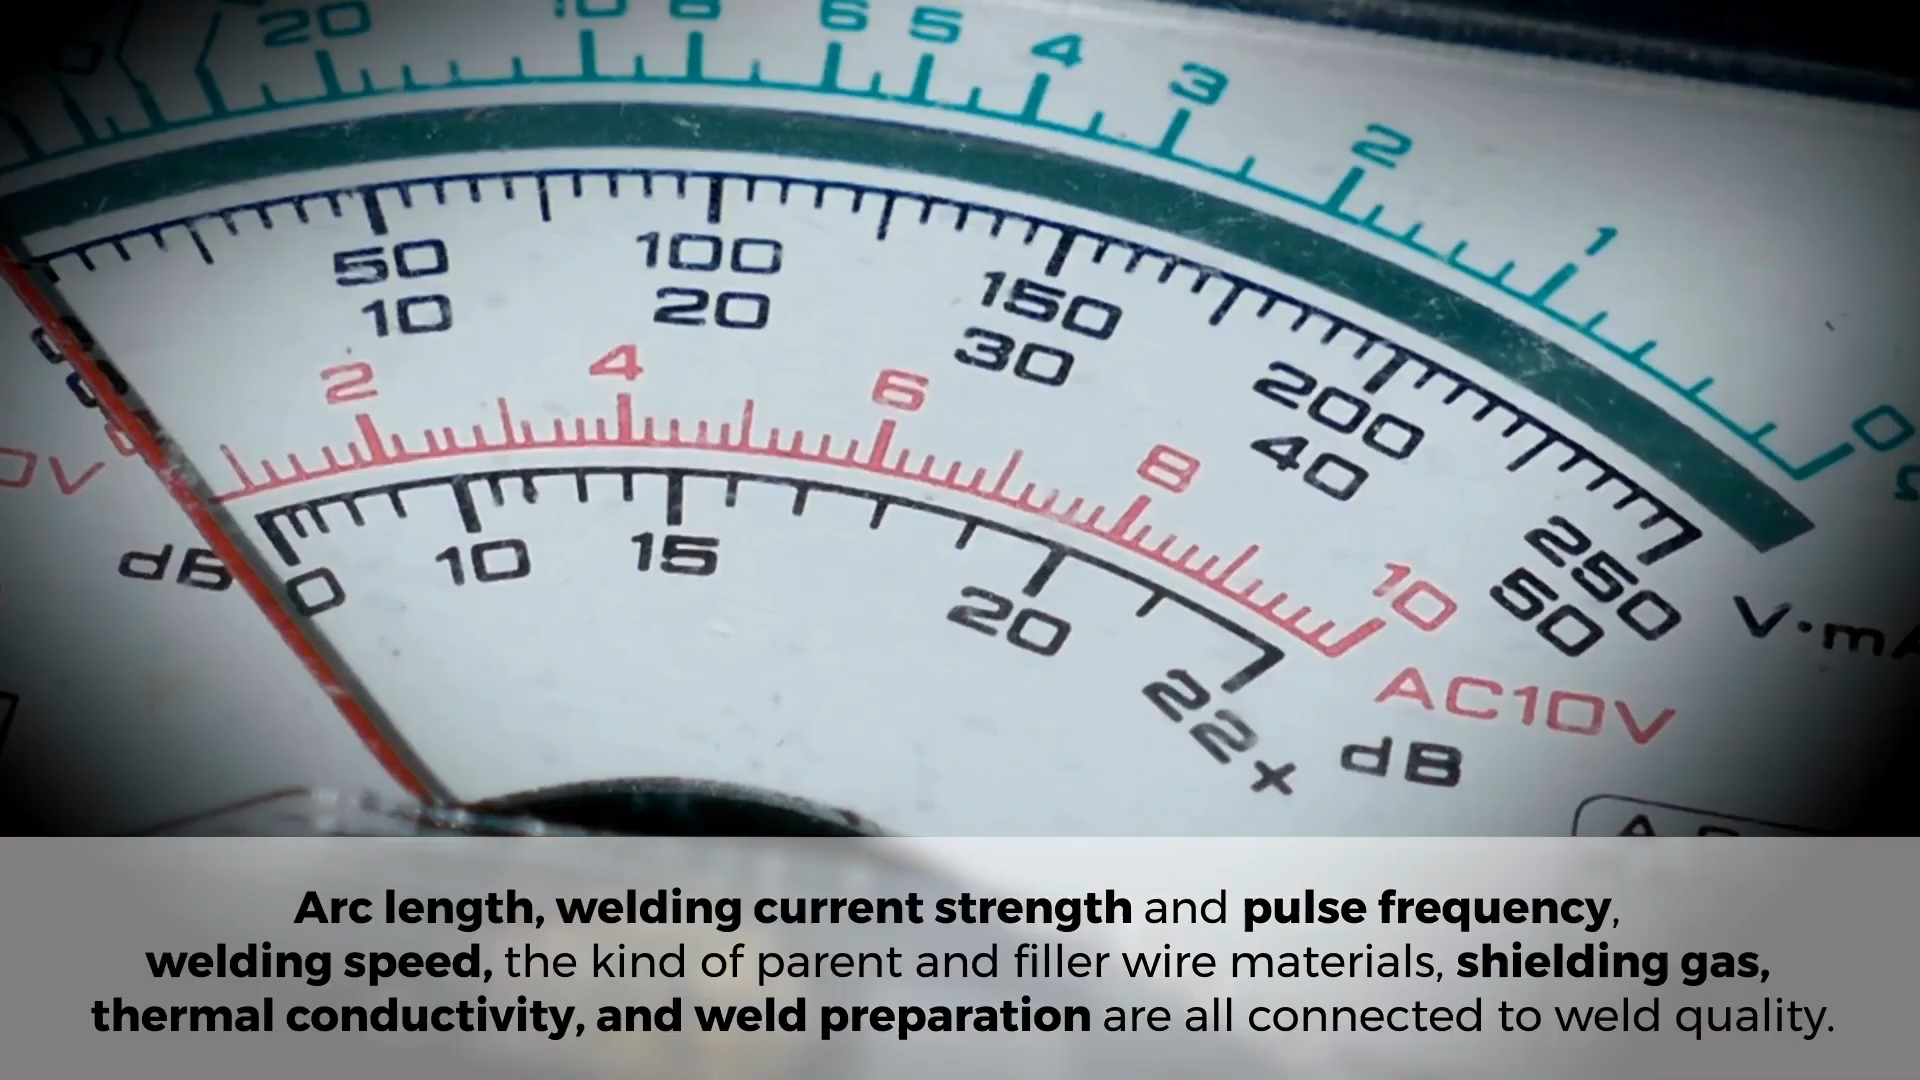 20 10 8 6 5 4 3 2 1 0
50 100 150 200 250
10 20 30 40 50
V·mA
2 4 6 8 10
AC10V
dB 0 10 15 20 22 x dB
Arc length, welding current strength and pulse frequency,
welding speed, the kind of parent and filler wire materials, shielding gas,
thermal conductivity, and weld preparation are all connected to weld quality.